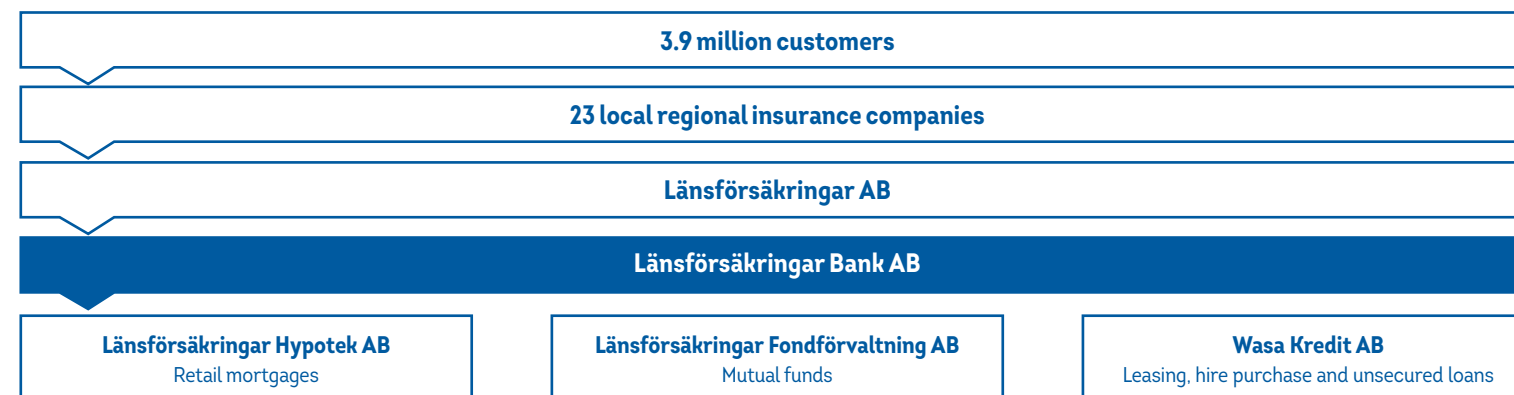 3.9 million customers
23 local regional insurance companies
Länsförsäkringar AB
Länsförsäkringar Bank AB
Länsförsäkringar Hypotek AB
Retail mortgages
Länsförsäkringar Fondförvaltning AB
Mutual funds
Wasa Kredit AB
Leasing, hire purchase and unsecured loans